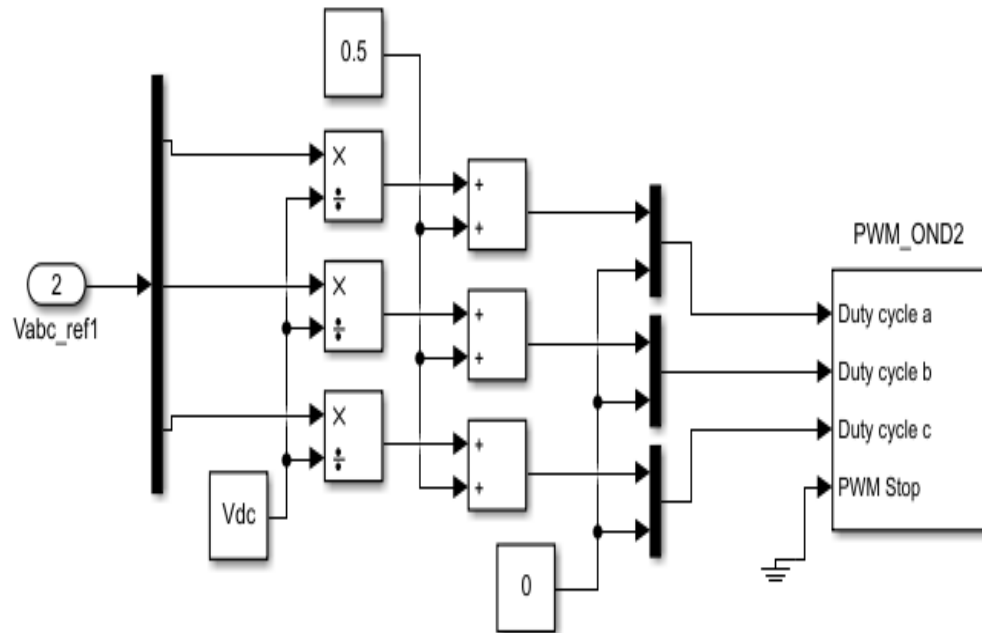 0.5
×
÷
+
+
PWM_OND2
2
Vabc_ref1
×
÷
+
+
Duty cycle a
Duty cycle b
Duty cycle c
PWM Stop
×
÷
+
+
Vdc
0